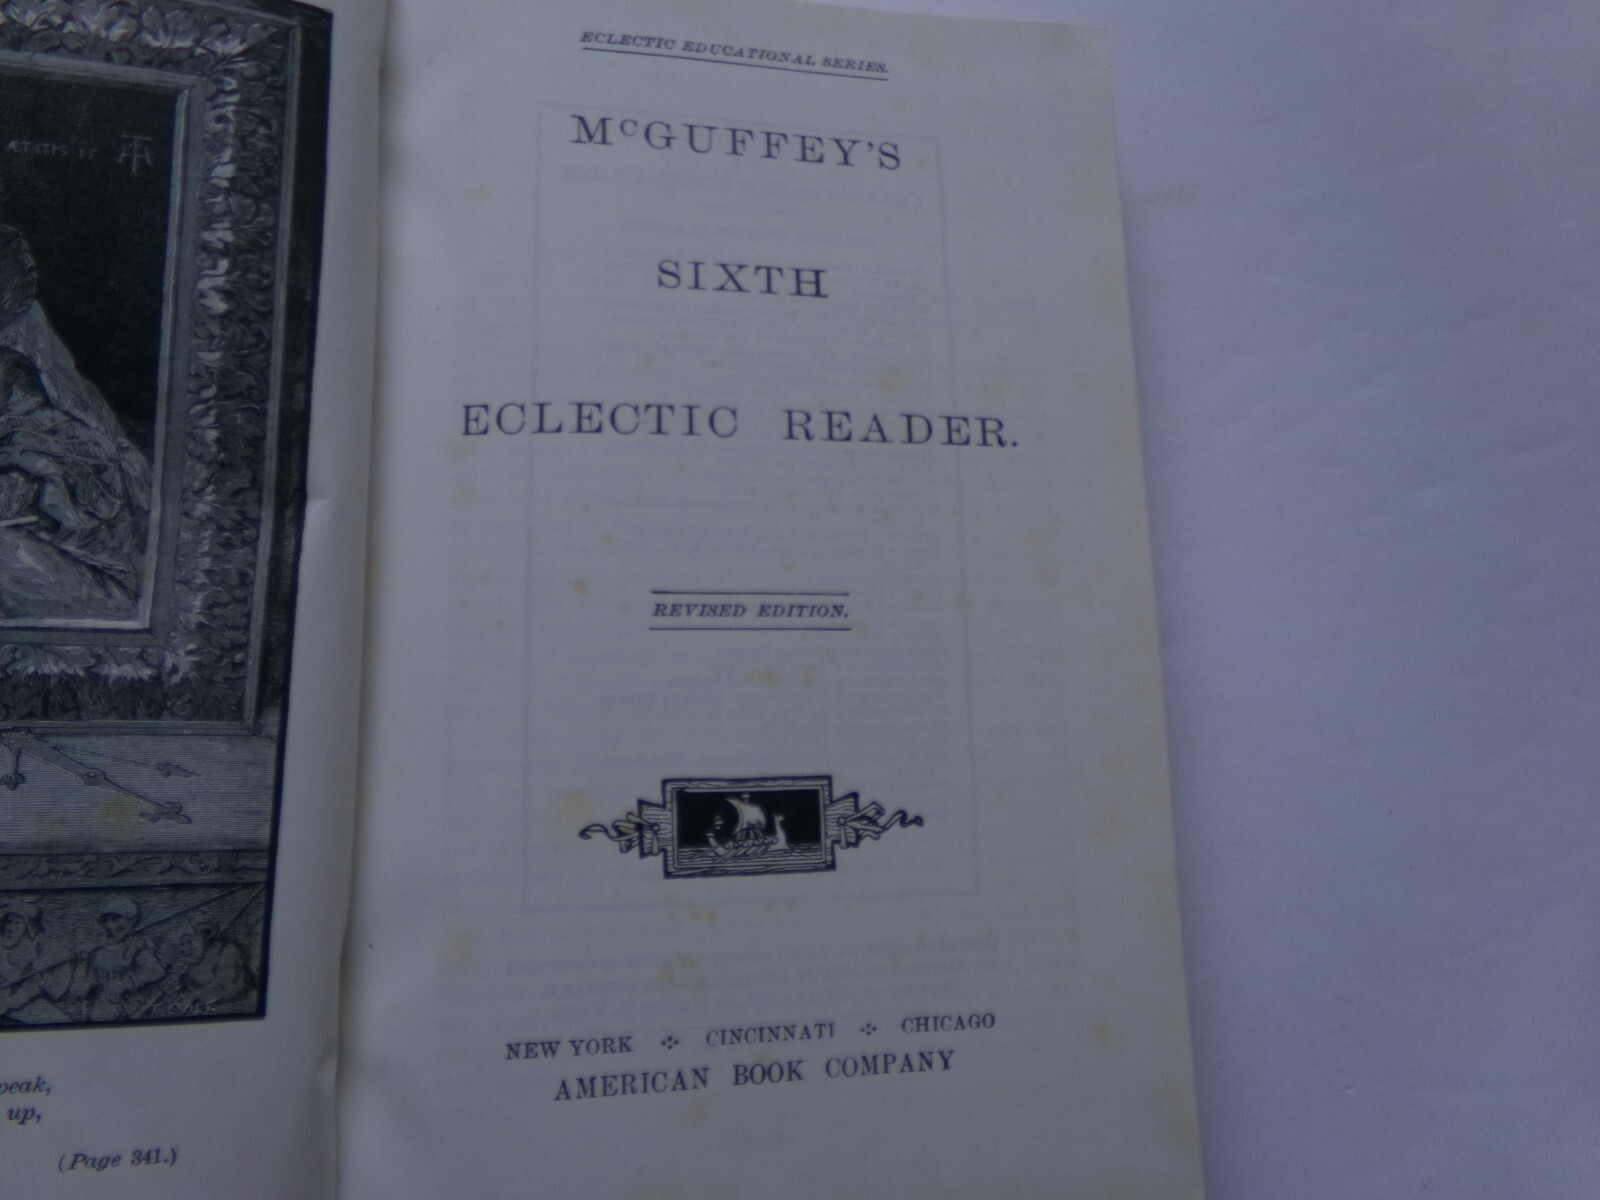 ÆTATIS
peak,
up,
(Page 341.)
ECLECTIC EDUCATIONAL SERIES.
McGUFFEY'S
SIXTH
ECLECTIC READER.
REVISED EDITION.
NEW YORK ⁘ CINCINNATI ⁘ CHICAGO
AMERICAN BOOK COMPANY